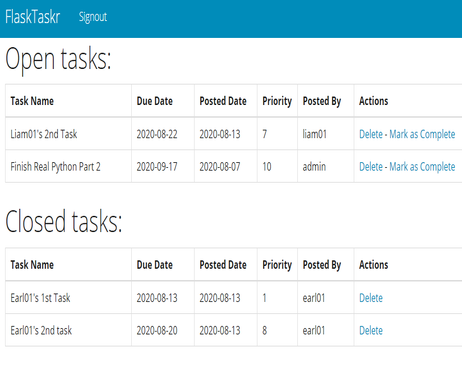 FlaskTaskr Signout
Open tasks:
Task Name Due Date Posted Date Priority Posted By Actions
Liam01's 2nd Task 2020-08-22 2020-08-13 7 liam01 Delete - Mark as Complete
Finish Real Python Part 2 2020-09-17 2020-08-07 10 admin Delete - Mark as Complete
Closed tasks:
Task Name Due Date Posted Date Priority Posted By Actions
Earl01's 1st Task 2020-08-13 2020-08-13 1 earl01 Delete
Earl01's 2nd task 2020-08-20 2020-08-13 8 earl01 Delete